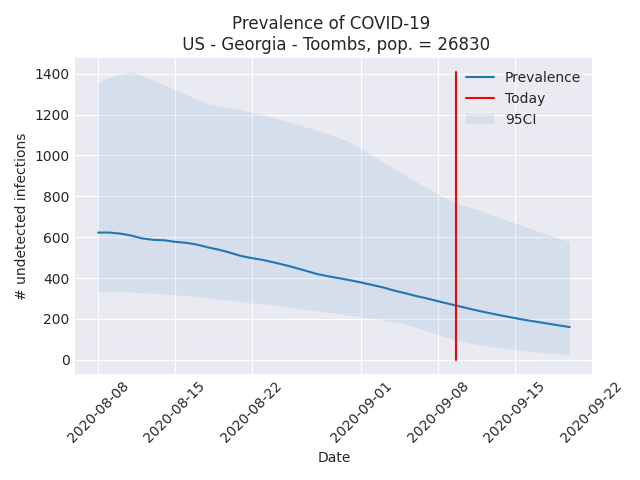 Prevalence of COVID-19
US - Georgia - Toombs, pop. = 26830
Prevalence
Today
95CI
1400
1200
1000
800
600
400
200
0
# undetected infections
2020-08-08
2020-08-15
2020-08-22
2020-09-01
2020-09-08
2020-09-15
2020-09-22
Date